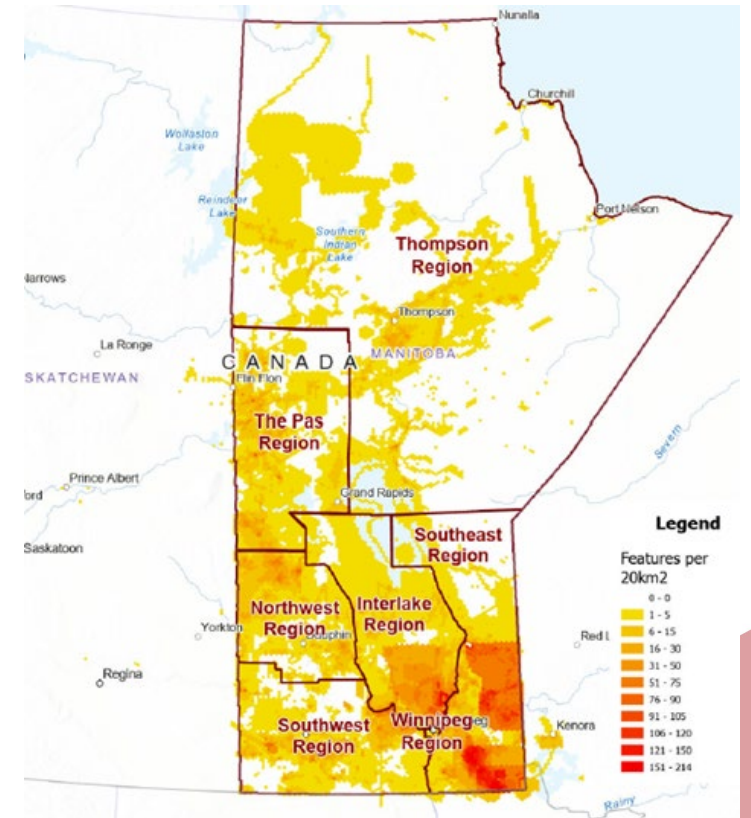 Nunalla
Churchill
Wollaston
Lake
Reindeer
Lake
Port Nelson
Southern
Indian
Lake
Thompson
Region
Narrows
Thompson
La Ronge
CANADA
MANITOBA
SKATCHEWAN
Flin Flon
The Pas
Region
Severn
Prince Albert
ford
Grand Rapids
Saskatoon
Southeast
Region
Legend
Features per
20km2
0 - 0
1 - 5
6 - 15
16 - 30
31 - 50
51 - 75
76 - 90
91 - 105
106 - 120
121 - 150
151 - 214
Northwest
Region
Interlake
Region
Yorkton
Dauphin
Red L
Regina
Southwest
Region
Winnipeg
Region
Kenora
Rainy